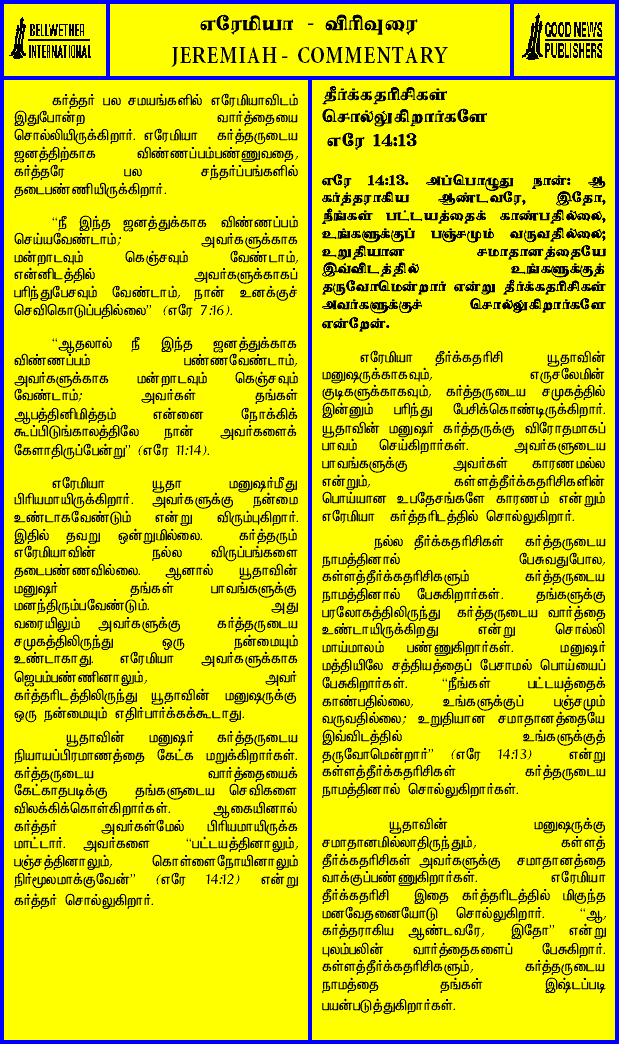 BELLWETHER
INTERNATIONAL
எரேமியா - விரிவுரை
JEREMIAH - COMMENTARY
GOOD NEWS
PUBLISHERS
கர்த்தர் பல சமயங்களில் எரேமியாவிடம்
இதுபோன்ற வார்த்தையை
சொல்லியிருக்கிறார். எரேமியா கர்த்தருடைய
ஜனத்திற்காக விண்ணப்பம்பண்ணுவதை,
கர்த்தரே பல சந்தர்ப்பங்களில்
தடைபண்ணியிருக்கிறார்.
“நீ இந்த ஜனத்துக்காக விண்ணப்பம்
செய்யவேண்டாம்; அவர்களுக்காக
மன்றாடவும் கெஞ்சவும் வேண்டாம்,
என்னிடத்தில் அவர்களுக்காகப்
பரிந்துபேசவும் வேண்டாம், நான் உனக்குச்
செவிகொடுப்பதில்லை” (எரே 7:16).
“ஆதலால் நீ இந்த ஜனத்துக்காக
விண்ணப்பம் பண்ணவேண்டாம்,
அவர்களுக்காக மன்றாடவும் கெஞ்சவும்
வேண்டாம்; அவர்கள் தங்கள்
ஆபத்தினிமித்தம் என்னை நோக்கிக்
கூப்பிடுங்காலத்திலே நான் அவர்களைக்
கேளாதிருப்பேன்று” (எரே 11:14).
எரேமியா யூதா மனுஷர்மீது
பிரியமாயிருக்கிறார். அவர்களுக்கு நன்மை
உண்டாகவேண்டும் என்று விரும்புகிறார்.
இதில் தவறு ஒன்றுமில்லை. கர்த்தரும்
எரேமியாவின் நல்ல விருப்பங்களை
தடைபண்ணவில்லை. ஆனால் யூதாவின்
மனுஷர் தங்கள் பாவங்களுக்கு
மனந்திரும்பவேண்டும். அது
வரையிலும் அவர்களுக்கு கர்த்தருடைய
சமுகத்திலிருந்து ஒரு நன்மையும்
உண்டாகாது. எரேமியா அவர்களுக்காக
ஜெபம்பண்ணினாலும், அவர்
கர்த்தரிடத்திலிருந்து யூதாவின் மனுஷருக்கு
ஒரு நன்மையும் எதிர்பார்க்கக்கூடாது.
யூதாவின் மனுஷர் கர்த்தருடைய
நியாயப்பிரமாணத்தை கேட்க மறுக்கிறார்கள்.
கர்த்தருடைய வார்த்தையைக்
கேட்காதபடிக்கு தங்களுடைய செவிகளை
விலக்கிக்கொள்கிறார்கள். ஆகையினால்
கர்த்தர் அவர்கள்மேல் பிரியமாயிருக்க
மாட்டார். அவர்களை “பட்டயத்தினாலும்,
பஞ்சத்தினாலும், கொள்ளைநோயினாலும்
நிர்மூலமாக்குவேன்” (எரே 14:12) என்று
கர்த்தர் சொல்லுகிறார்.
தீர்க்கதரிசிகள்
சொல்லுகிறார்களே
எரே 14:13
எரே 14:13. அப்பொழுது நான்: ஆ
கர்த்தராகிய ஆண்டவரே, இதோ,
நீங்கள் பட்டயத்தைக் காண்பதில்லை,
உங்களுக்குப் பஞ்சமும் வருவதில்லை;
உறுதியான சமாதானத்தையே
இவ்விடத்தில் உங்களுக்குத்
தருவோமென்றார் என்று தீர்க்கதரிசிகள்
அவர்களுக்குச் சொல்லுகிறார்களே
என்றேன்.
எரேமியா தீர்க்கதரிசி யூதாவின்
மனுஷருக்காகவும், எருசலேமின்
குடிகளுக்காகவும், கர்த்தருடைய சமுகத்தில்
இன்னும் பரிந்து பேசிக்கொண்டிருக்கிறார்.
யூதாவின் மனுஷர் கர்த்தருக்கு விரோதமாகப்
பாவம் செய்கிறார்கள். அவர்களுடைய
பாவங்களுக்கு அவர்கள் காரணமல்ல
என்றும், கள்ளத்தீர்க்கதரிசிகளின்
பொய்யான உபதேசங்களே காரணம் என்றும்
எரேமியா கர்த்தரிடத்தில் சொல்லுகிறார்.
நல்ல தீர்க்கதரிசிகள் கர்த்தருடைய
நாமத்தினால் பேசுவதுபோல,
கள்ளத்தீர்க்கதரிசிகளும் கர்த்தருடைய
நாமத்தினால் பேசுகிறார்கள். தங்களுக்கு
பரலோகத்திலிருந்து கர்த்தருடைய வார்த்தை
உண்டாயிருக்கிறது என்று சொல்லி
மாய்மாலம் பண்ணுகிறார்கள். மனுஷர்
மத்தியிலே சத்தியத்தைப் பேசாமல் பொய்யைப்
பேசுகிறார்கள். “நீங்கள் பட்டயத்தைக்
காண்பதில்லை, உங்களுக்குப் பஞ்சமும்
வருவதில்லை; உறுதியான சமாதானத்தையே
இவ்விடத்தில் உங்களுக்குத்
தருவோமென்றார்” (எரே 14:13) என்று
கள்ளத்தீர்க்கதரிசிகள் கர்த்தருடைய
நாமத்தினால் சொல்லுகிறார்கள்.
யூதாவின் மனுஷருக்கு
சமாதானமில்லாதிருந்தும், கள்ளத்
தீர்க்கதரிசிகள் அவர்களுக்கு சமாதானத்தை
வாக்குப்பண்ணுகிறார்கள். எரேமியா
தீர்க்கதரிசி இதை கர்த்தரிடத்தில் மிகுந்த
மனவேதனையோடு சொல்லுகிறார். “ஆ,
கர்த்தராகிய ஆண்டவரே, இதோ” என்று
புலம்பலின் வார்த்தைகளைப் பேசுகிறார்.
கள்ளத்தீர்க்கதரிசிகளும், கர்த்தருடைய
நாமத்தை தங்கள் இஷ்டப்படி
பயன்படுத்துகிறார்கள்.